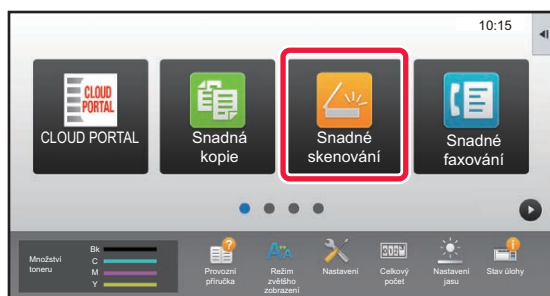 10:15
CLOUD
PORTAL
CLOUD PORTAL
Snadná
kopie
Snadné
skenování
Snadné
faxování
Množství
toneru
Bk
C
M
Y
Provozní
příručka
Režim
zvětšeho
zobrazení
Nastavení
Celkový
počet
Nastavení
jasu
Stav úlohy